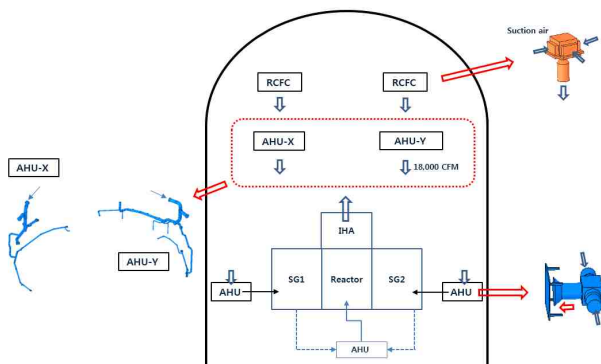 Suction air
RCFC
RCFC
AHU-X
AHU-Y
18,000 CFM
AHU-X
AHU-Y
IHA
SG1
Reactor
SG2
AHU
AHU
AHU